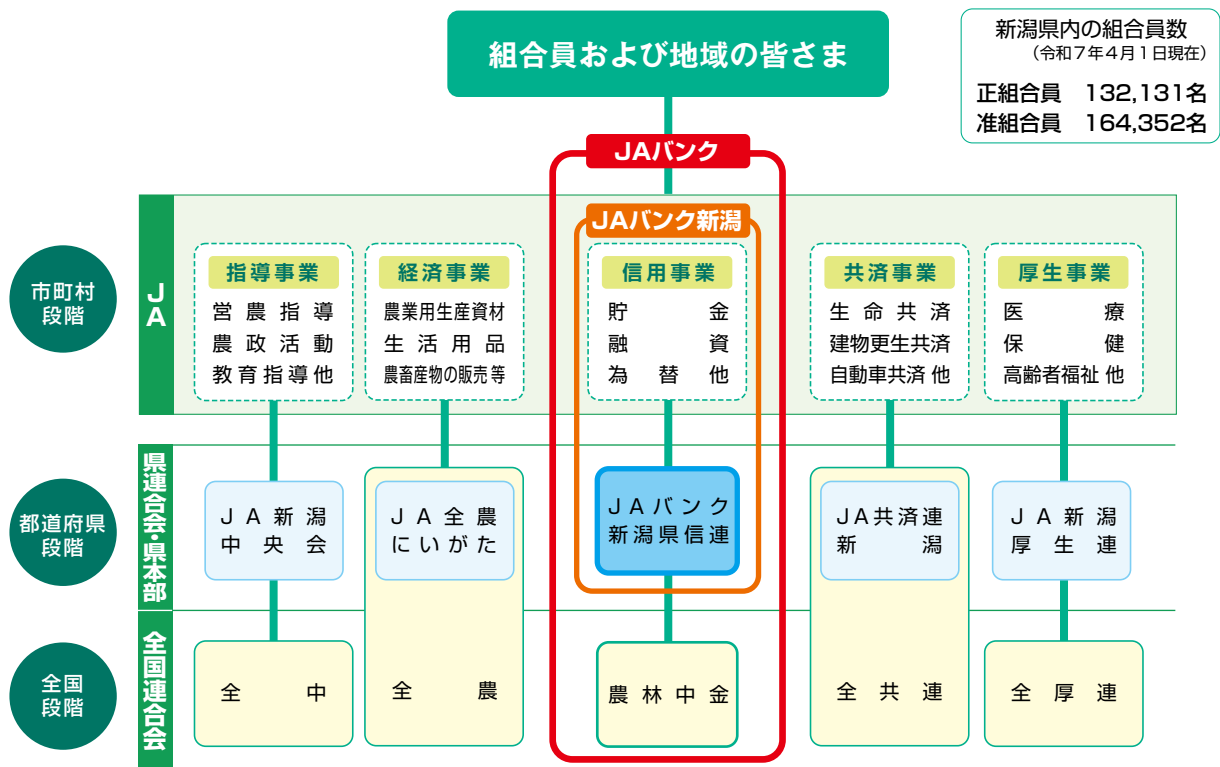 組合員および地域の皆さま
新潟県内の組合員数
（令和7年4月1日現在）
正組合員 132,131名
准組合員 164,352名
JAバンク
JAバンク新潟
市町村
段階
JA
指導事業
営農指導
農政活動
教育指導他
経済事業
農業用生産資材
生活用品
農畜産物の販売等
信用事業
貯金
融資
為替他
共済事業
生命共済
建物更生共済
自動車共済他
厚生事業
医療
保健
高齢者福祉他
都道府県
段階
県連合会・県本部
JA新潟
中央会
JA全農
にいがた
JAバンク
新潟県信連
JA共済連
新潟
JA新潟
厚生連
全国
段階
全国連合会
全中
全農
農林中金
全共連
全厚連